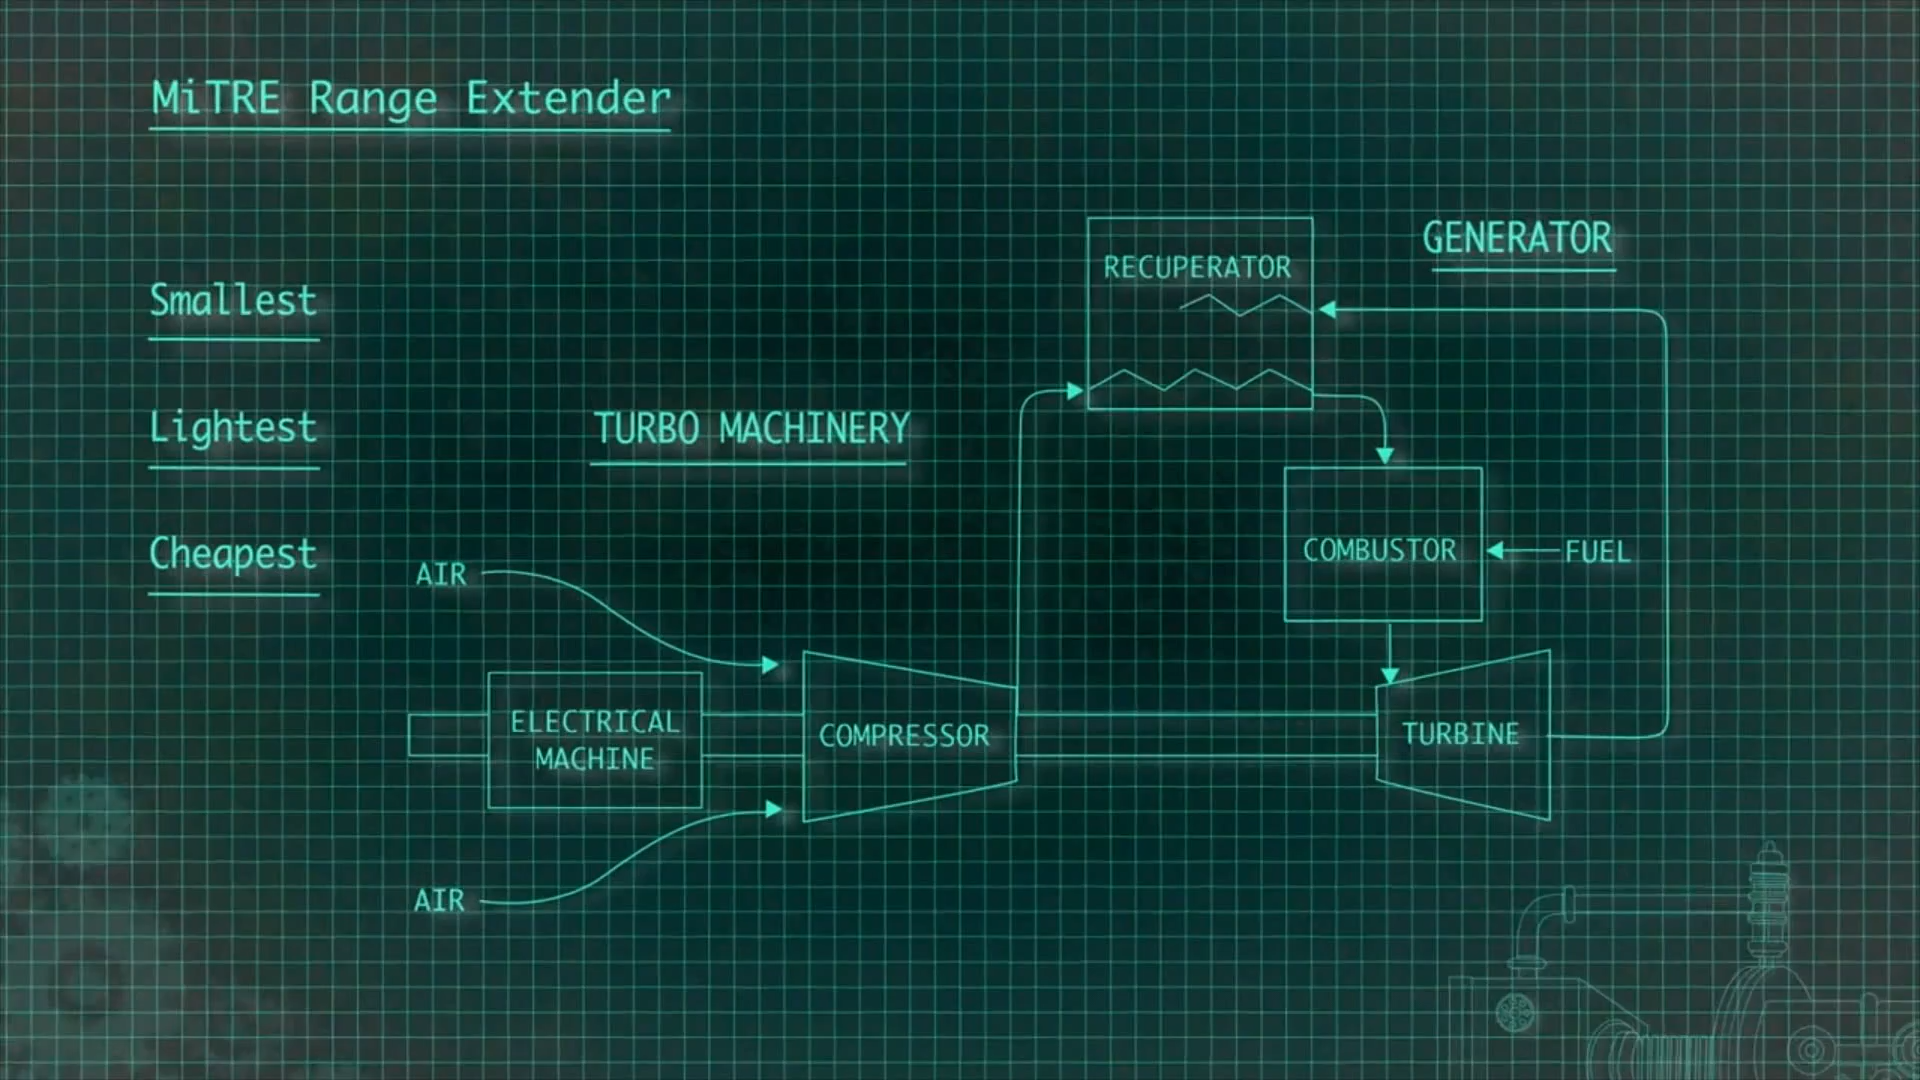 MiTRE Range Extender
Smallest
Lightest
Cheapest
TURBO MACHINERY
GENERATOR
RECUPERATOR
COMBUSTOR
FUEL
AIR
ELECTRICAL
MACHINE
COMPRESSOR
TURBINE
AIR